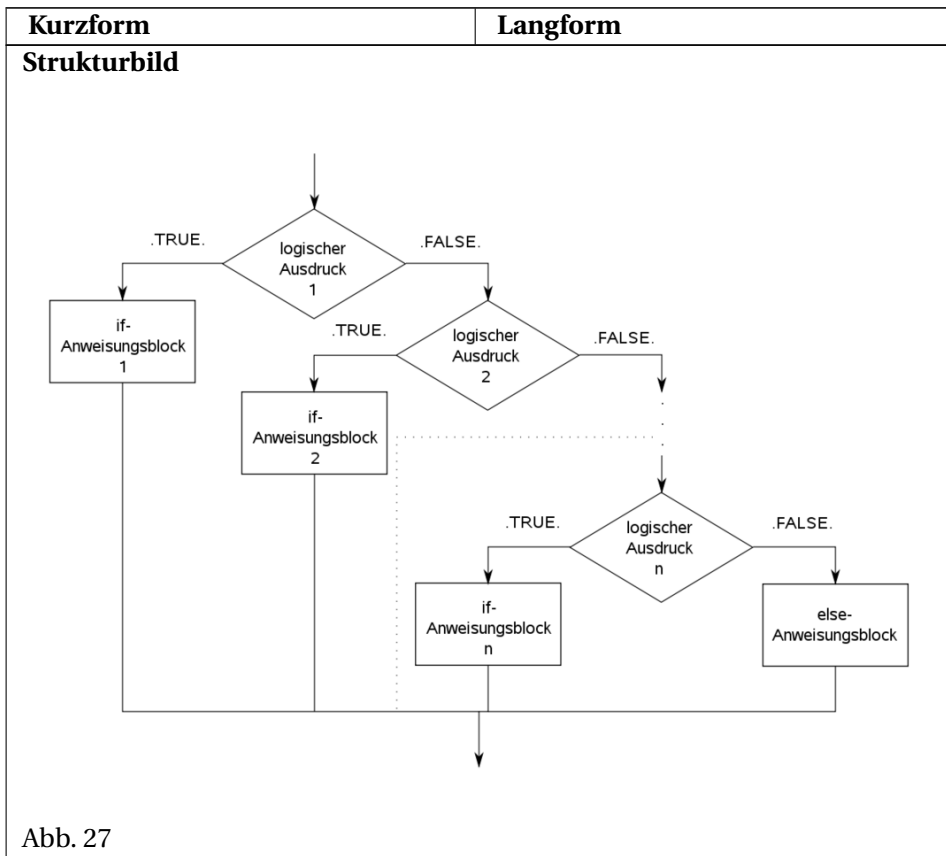 Kurzform
Langform
Strukturbild
.TRUE.
logischer
Ausdruck
1
.FALSE.
if-
Anweisungsblock
1
.TRUE.
logischer
Ausdruck
2
.FALSE.
if-
Anweisungsblock
2
.TRUE.
logischer
Ausdruck
n
.FALSE.
if-
Anweisungsblock
n
else-
Anweisungsblock
Abb. 27